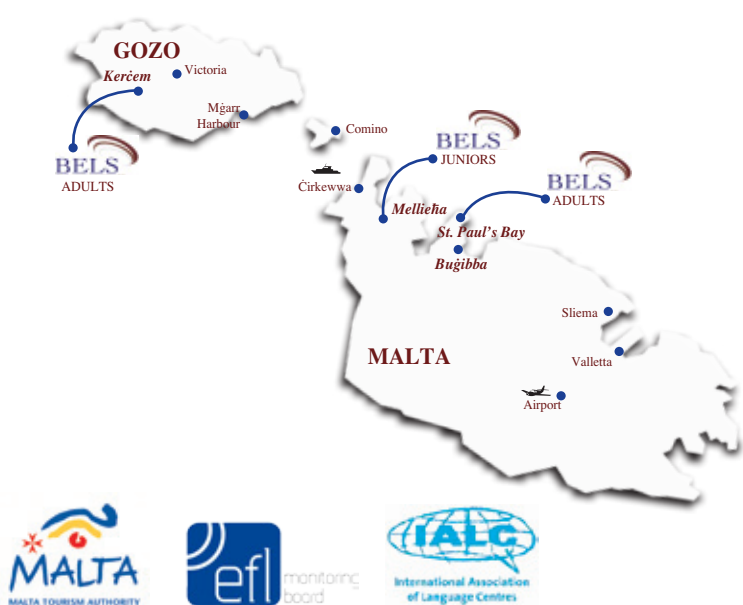 GOZO
Kerċem
Victoria
Mġarr
Harbour
Comino
BELS
ADULTS
BELS
JUNIORS
BELS
ADULTS
Ċirkewwa
Mellieħa
St. Paul's Bay
Buġibba
Sliema
MALTA
Valletta
Airport
MALTA
MALTA TOURISM AUTHORITY
efl monitoring
board
IALC
International Association
of Language Centres